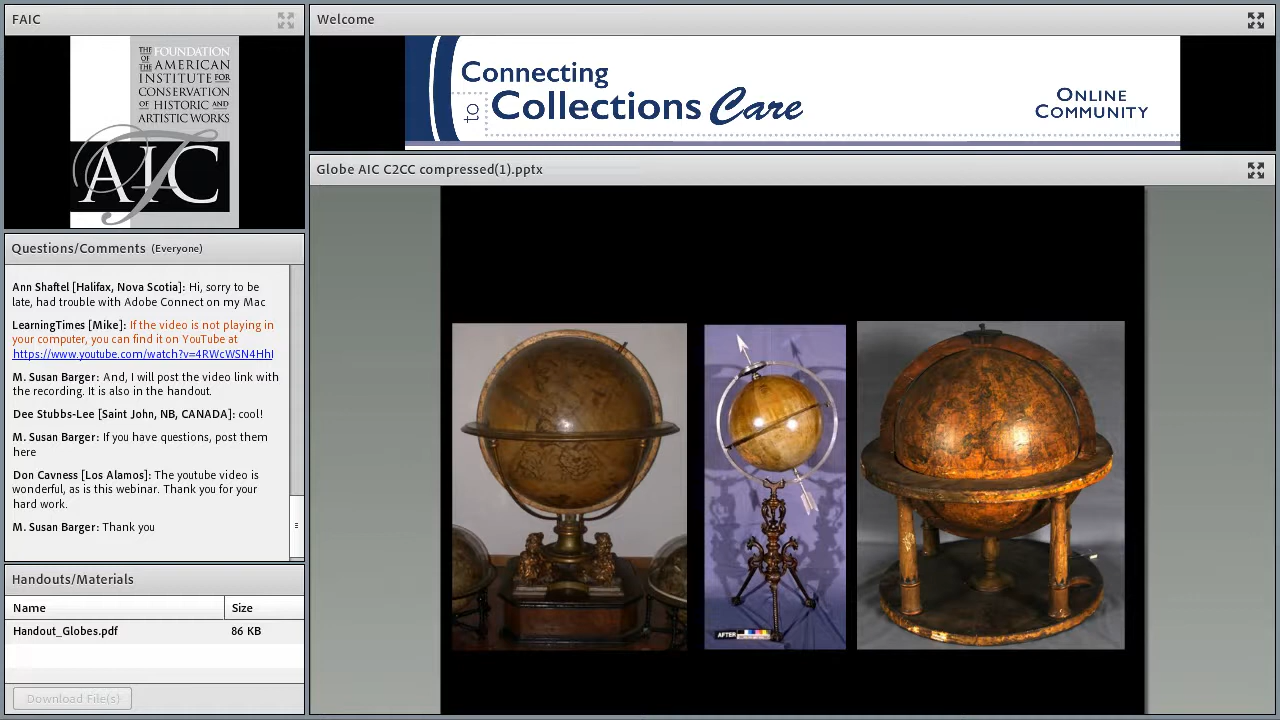 FAIC
THE FOUNDATION
OF THE AMERICAN
INSTITUTE FOR
CONSERVATION
OF HISTORIC AND
ARTISTIC WORKS
AIC
Questions/Comments (Everyone)
Ann Shaftel [Halifax, Nova Scotia]: Hi, sorry to be
late, had trouble with Adobe Connect on my Mac
LearningTimes [Mike]: If the video is not playing in
your computer, you can find it on YouTube at
https://www.youtube.com/watch?v=4RWcWSN4HhI
M. Susan Barger: And, I will post the video link with
the recording. It is also in the handout.
Dee Stubbs-Lee [Saint John, NB, CANADA]: cool!
M. Susan Barger: If you have questions, post them
here
Don Cavness [Los Alamos]: The youtube video is
wonderful, as is this webinar. Thank you for your
hard work.
M. Susan Barger: Thank you
Handouts/Materials
Name Size
Handout_Globes.pdf 86 KB
Download File(s)
Welcome
Connecting
to Collections Care
ONLINE
COMMUNITY
Globe AIC C2CC compressed(1).pptx
AFTER